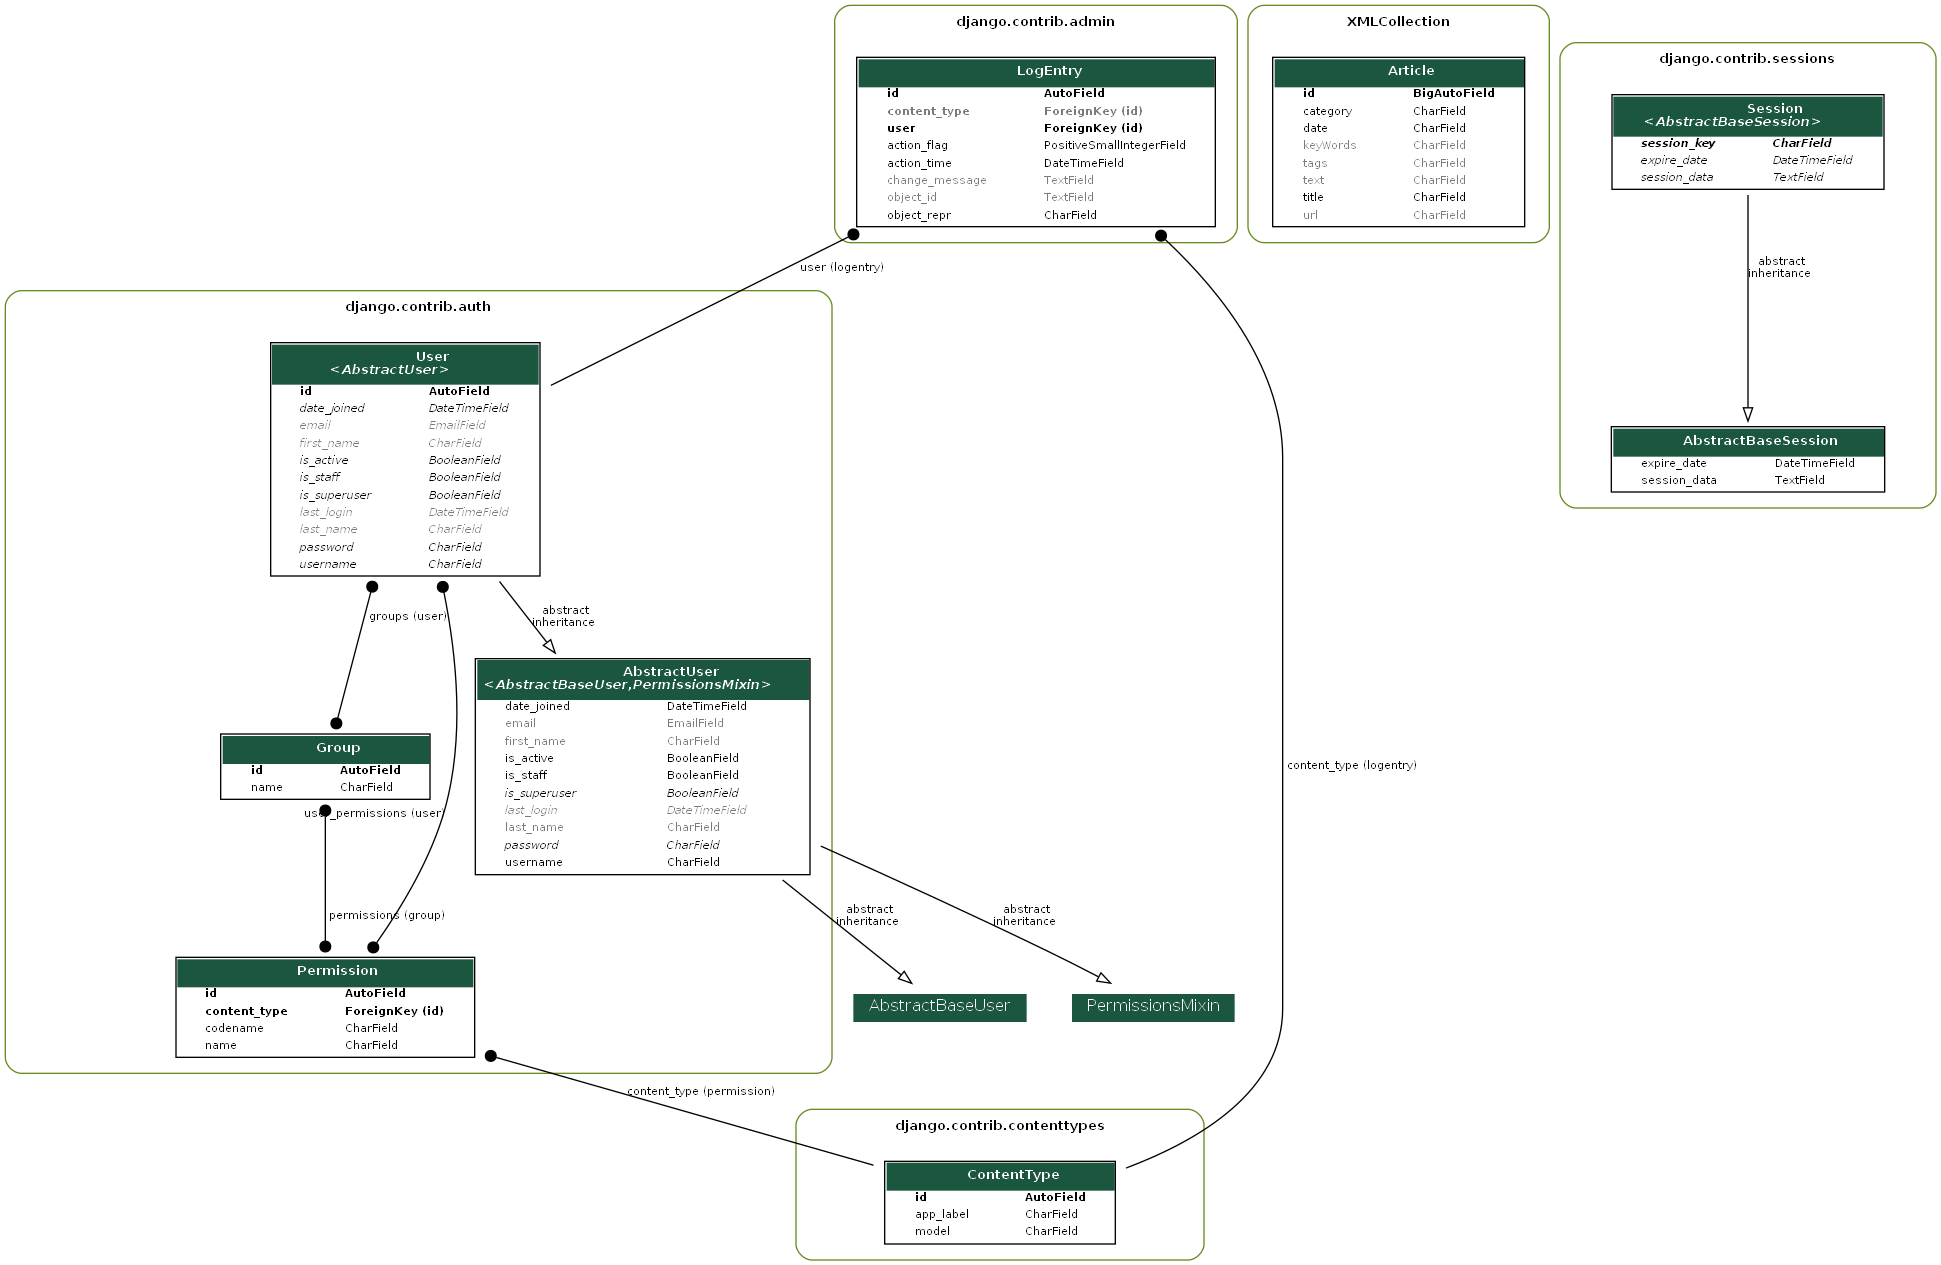 django.contrib.admin
LogEntry
id AutoField
content_type ForeignKey (id)
user ForeignKey (id)
action_flag PositiveSmallIntegerField
action_time DateTimeField
change_message TextField
object_id TextField
object_repr CharField
XMLCollection
Article
id BigAutoField
category CharField
date CharField
keyWords CharField
tags CharField
text CharField
title CharField
url CharField
django.contrib.sessions
Session
<AbstractBaseSession>
session_key CharField
expire_date DateTimeField
session_data TextField
abstract
inheritance
AbstractBaseSession
expire_date DateTimeField
session_data TextField
user (logentry)
django.contrib.auth
User
<AbstractUser>
id AutoField
date_joined DateTimeField
email EmailField
first_name CharField
is_active BooleanField
is_staff BooleanField
is_superuser BooleanField
last_login DateTimeField
last_name CharField
password CharField
username CharField
groups (user)
abstract
inheritance
AbstractUser
<AbstractBaseUser,PermissionsMixin>
date_joined DateTimeField
email EmailField
first_name CharField
is_active BooleanField
is_staff BooleanField
is_superuser BooleanField
last_login DateTimeField
last_name CharField
password CharField
username CharField
Group
id AutoField
name CharField
user_permissions (user)
permissions (group)
Permission
id AutoField
content_type ForeignKey (id)
codename CharField
name CharField
abstract
inheritance
abstract
inheritance
AbstractBaseUser
PermissionsMixin
content_type (logentry)
content_type (permission)
django.contrib.contenttypes
ContentType
id AutoField
app_label CharField
model CharField